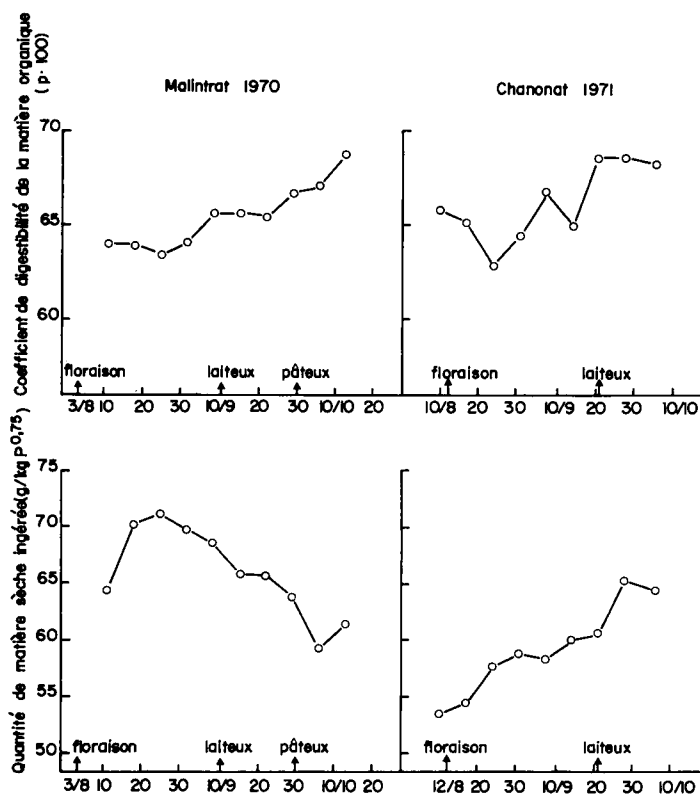 Malintrat 1970
Chanonat 1971
Coefficient de digestibilité de la matière organique
(p·100)
70
65
60
floraison
laiteux
pâteux
3/8 10 20 30 10/9 20 30 10/10 20
floraison
laiteux
10/8 20 30 10/9 20 30 10/10
Quantité de matière sèche ingérée(g/kg P0,75)
75
70
65
60
55
50
floraison
laiteux
pâteux
3/8 10 20 30 10/9 20 30 10/10 20
floraison
laiteux
12/8 20 30 10/9 20 30 10/10